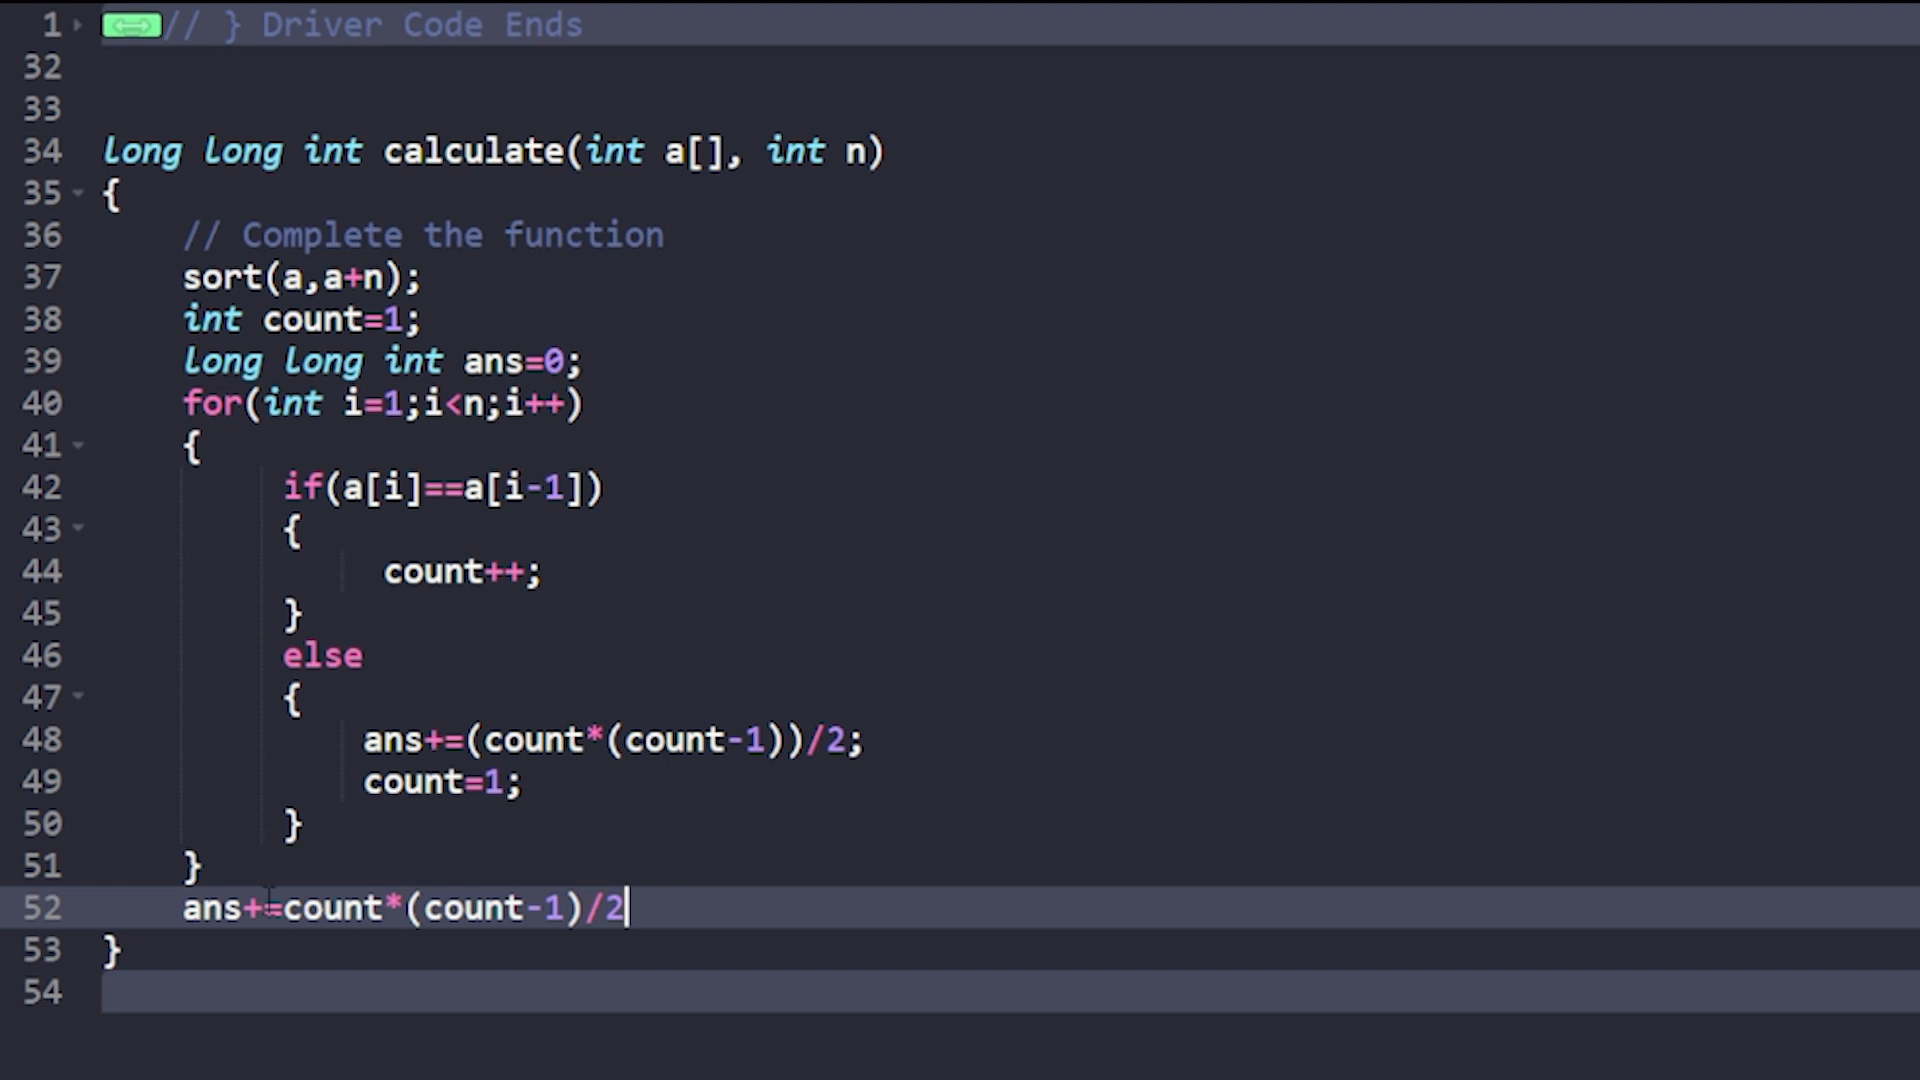 1 // } Driver Code Ends
32
33
34 long long int calculate(int a[], int n)
35 {
36 // Complete the function
37 sort(a,a+n);
38 int count=1;
39 long long int ans=0;
40 for(int i=1;i<n;i++)
41 {
42 if(a[i]==a[i-1])
43 {
44 count++;
45 }
46 else
47 {
48 ans+=(count*(count-1))/2;
49 count=1;
50 }
51 }
52 ans+=count*(count-1)/2
53 }
54